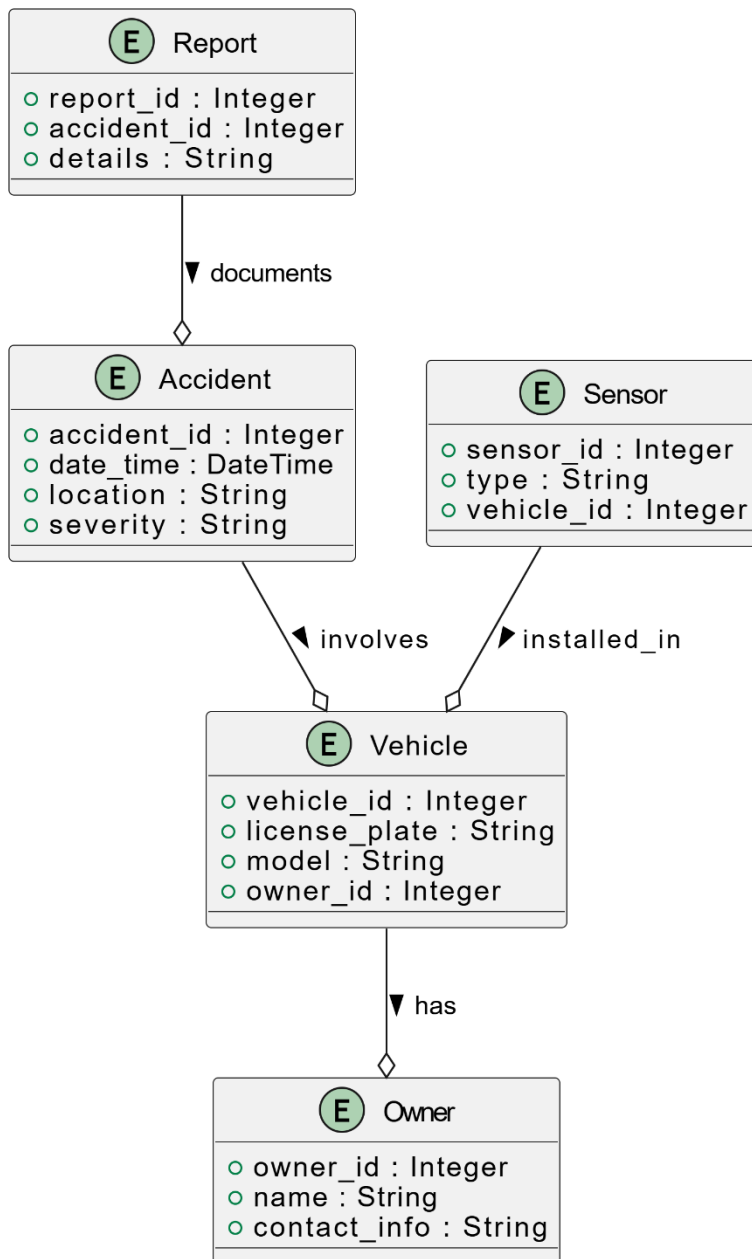 E Report
report_id : Integer
accident_id : Integer
details : String
documents
E Accident
accident_id : Integer
date_time : DateTime
location : String
severity : String
E Sensor
sensor_id : Integer
type : String
vehicle_id : Integer
involves
installed_in
E Vehicle
vehicle_id : Integer
license_plate : String
model : String
owner_id : Integer
has
E Owner
owner_id : Integer
name : String
contact_info : String